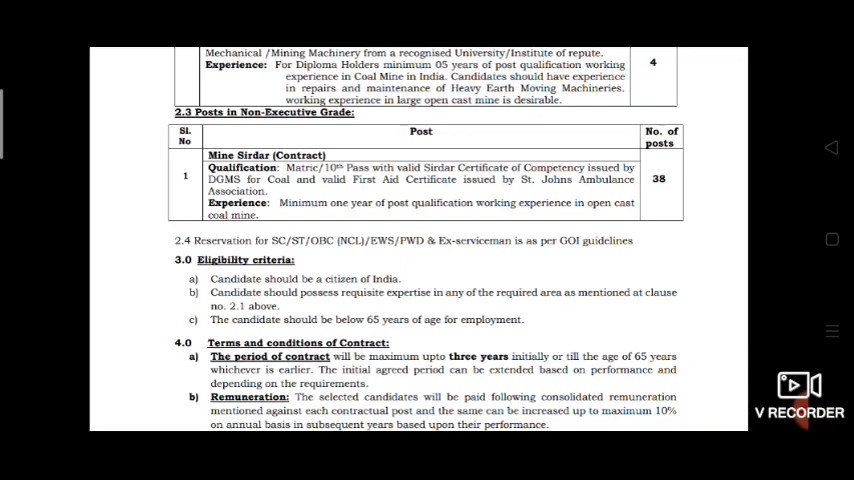 Mechanical /Mining Machinery from a recognised University/Institute of repute.
Experience: For Diploma Holders minimum 05 years of post qualification working
experience in Coal Mine in India. Candidates should have experience
in repairs and maintenance of Heavy Earth Moving Machineries.
working experience in large open cast mine is desirable.
4
2.3 Posts in Non-Executive Grade:
Sl. No
Post
No. of posts
1
Mine Sirdar (Contract)
Qualification: Matric/10th Pass with valid Sirdar Certificate of Competency issued by
DGMS for Coal and valid First Aid Certificate issued by St. Johns Ambulance
Association.
Experience: Minimum one year of post qualification working experience in open cast
coal mine.
38
2.4 Reservation for SC/ST/OBC (NCL)/EWS/PWD & Ex-serviceman is as per GOI guidelines
3.0 Eligibility criteria:
a) Candidate should be a citizen of India.
b) Candidate should possess requisite expertise in any of the required area as mentioned at clause
no. 2.1 above.
c) The candidate should be below 65 years of age for employment.
4.0 Terms and conditions of Contract:
a) The period of contract will be maximum upto three years initially or till the age of 65 years
whichever is earlier. The initial agreed period can be extended based on performance and
depending on the requirements.
b) Remuneration: The selected candidates will be paid following consolidated remuneration
mentioned against each contractual post and the same can be increased up to maximum 10%
on annual basis in subsequent years based upon their performance.
V RECORDER